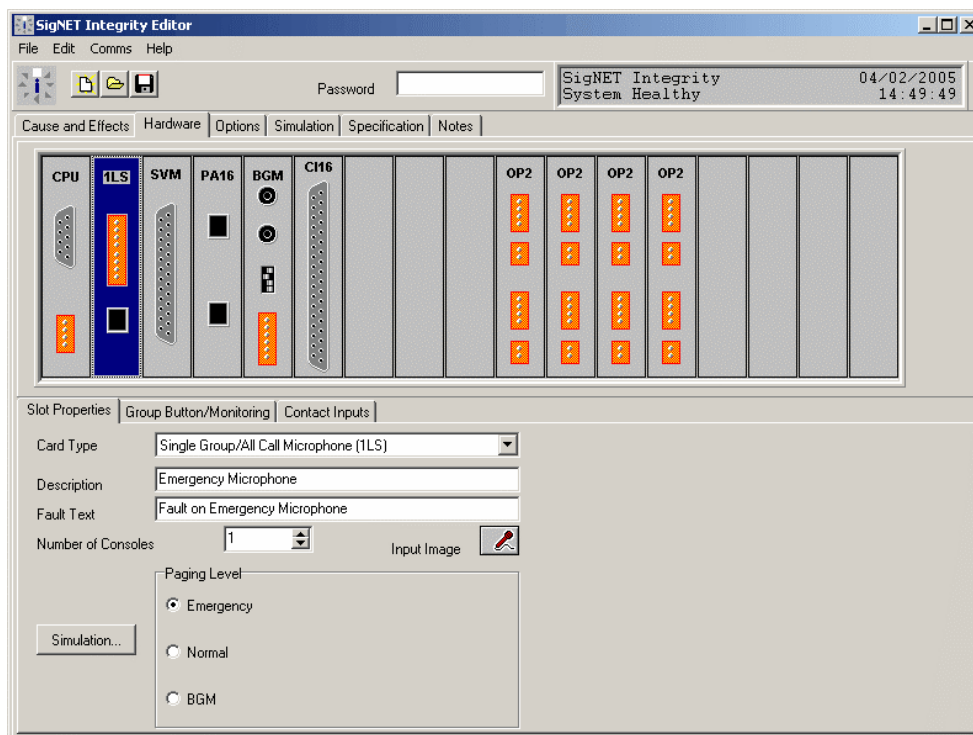 SigNET Integrity Editor
File Edit Comms Help
Password
SigNET Integrity 04/02/2005
System Healthy 14:49:49
Cause and Effects Hardware Options Simulation Specification Notes
CPU 1LS SVM PA16 BGM CI16 OP2 OP2 OP2 OP2
Slot Properties Group Button/Monitoring Contact Inputs
Card Type Single Group/All Call Microphone (1LS)
Description Emergency Microphone
Fault Text Fault on Emergency Microphone
Number of Consoles 1 Input Image
Paging Level
Emergency
Simulation...
Normal
BGM